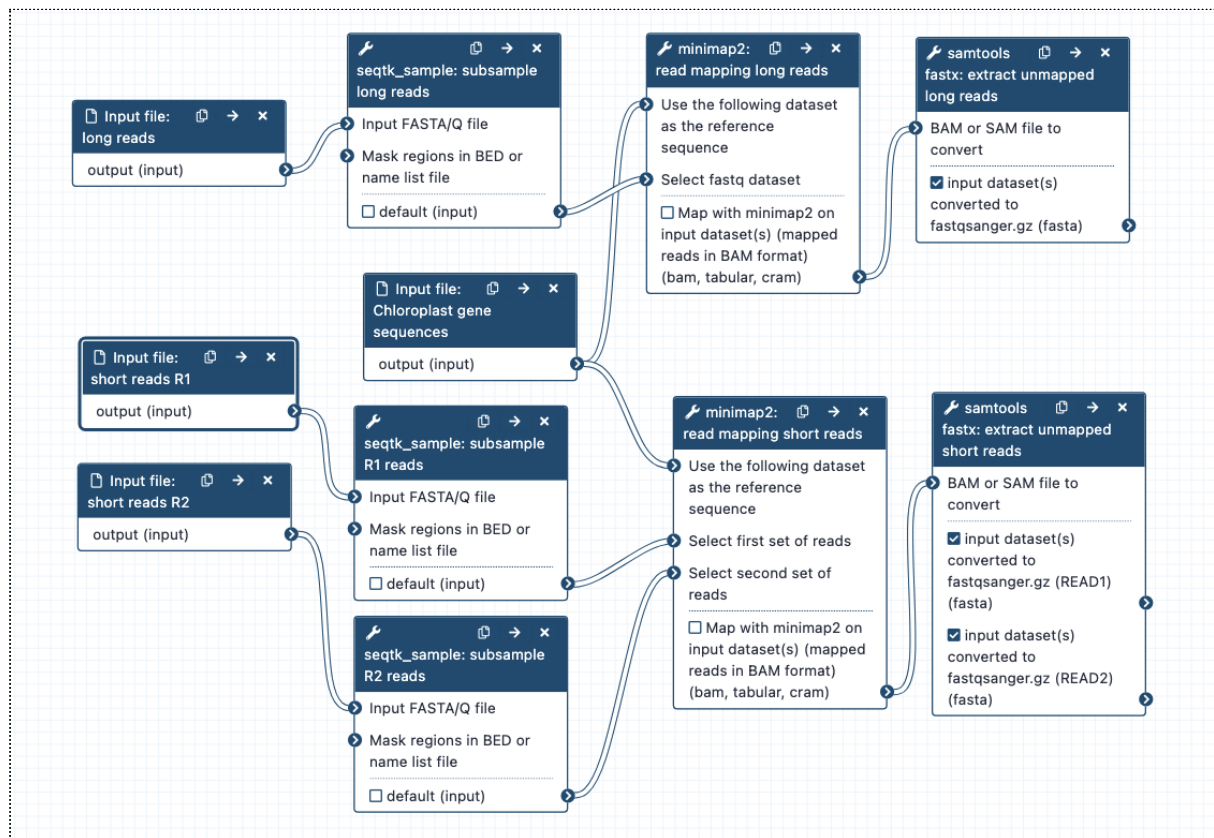 Input file:
long reads
output (input)
seqtk_sample: subsample
long reads
Input FASTA/Q file
Mask regions in BED or
name list file
default (input)
minimap2:
read mapping long reads
Use the following dataset
as the reference
sequence
Select fastq dataset
Map with minimap2 on
input dataset(s) (mapped
reads in BAM format)
(bam, tabular, cram)
samtools
fastx: extract unmapped
long reads
BAM or SAM file to
convert
input dataset(s)
converted to
fastqsanger.gz (fasta)
Input file:
Chloroplast gene
sequences
output (input)
Input file:
short reads R1
output (input)
Input file:
short reads R2
output (input)
seqtk_sample: subsample
R1 reads
Input FASTA/Q file
Mask regions in BED or
name list file
default (input)
seqtk_sample: subsample
R2 reads
Input FASTA/Q file
Mask regions in BED or
name list file
default (input)
minimap2:
read mapping short reads
Use the following dataset
as the reference
sequence
Select first set of reads
Select second set of
reads
Map with minimap2 on
input dataset(s) (mapped
reads in BAM format)
(bam, tabular, cram)
samtools
fastx: extract unmapped
short reads
BAM or SAM file to
convert
input dataset(s)
converted to
fastqsanger.gz (READ1)
(fasta)
input dataset(s)
converted to
fastqsanger.gz (READ2)
(fasta)